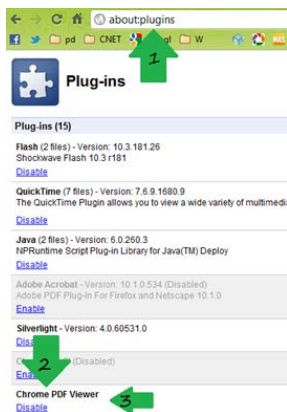 about:plugins
pd CNET W
1
Plug-ins
Plug-ins (15)
Flash (2 files) - Version: 10.3.181.26
Shockwave Flash 10.3 r181
Disable
QuickTime (7 files) - Version: 7.6.9.1680.9
The QuickTime Plugin allows you to view a wide variety of multimedia
Disable
Java (2 files) - Version: 6.0.260.3
NPRuntime Script Plug-in Library for Java(TM) Deploy
Disable
Adobe Acrobat - Version: 10.1.0.534 (Disabled)
Adobe PDF Plug-In For Firefox and Netscape 10.1.0
Enable
Silverlight - Version: 4.0.60531.0
2
(Disabled)
Chrome PDF Viewer
Disable
3